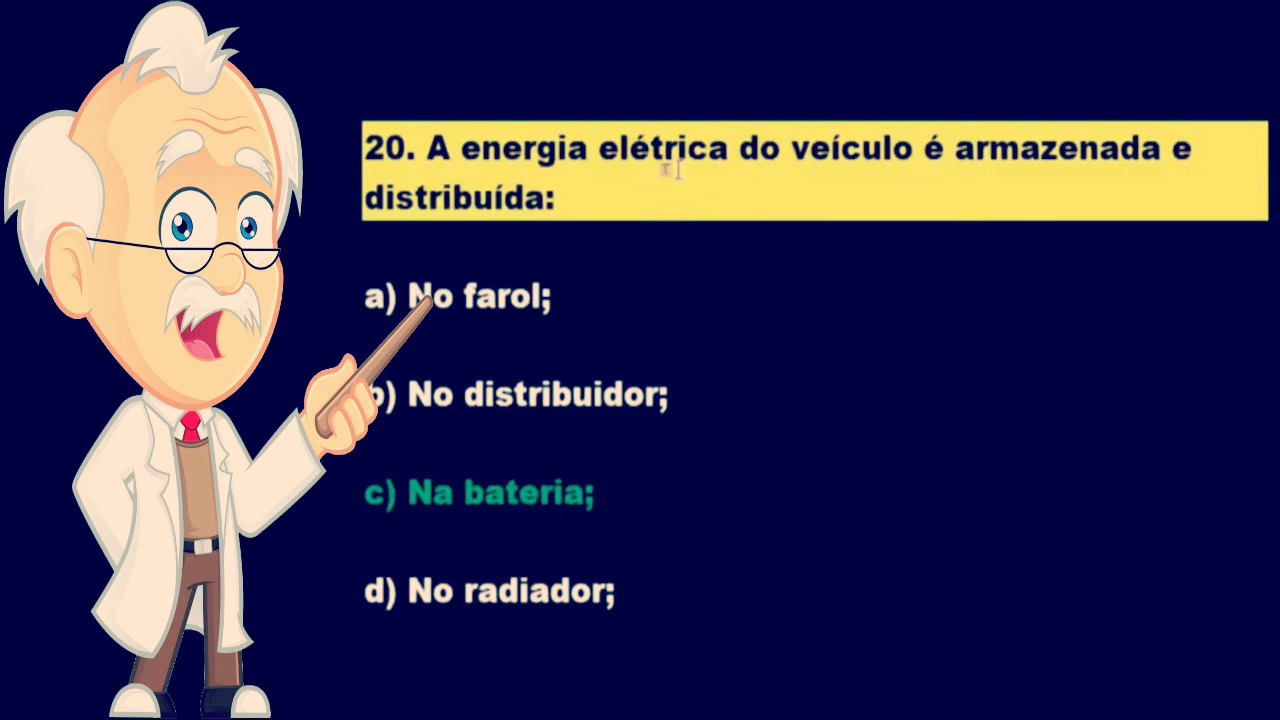 20. A energia elétrica do veículo é armazenada e
distribuída:
a) No farol;
b) No distribuidor;
c) Na bateria;
d) No radiador;